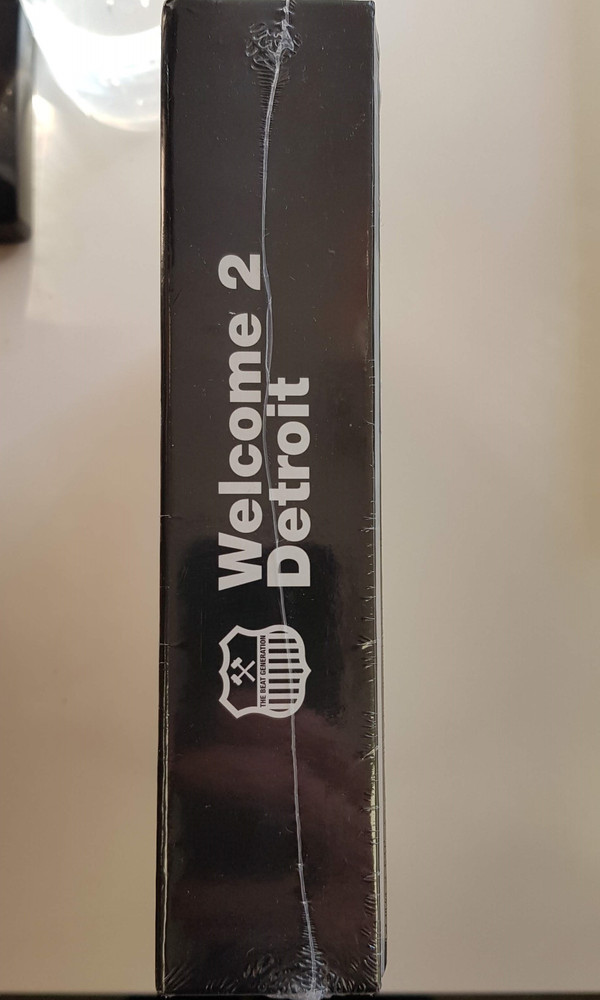 Welcome 2
Detroit
THE BEAT GENERATION